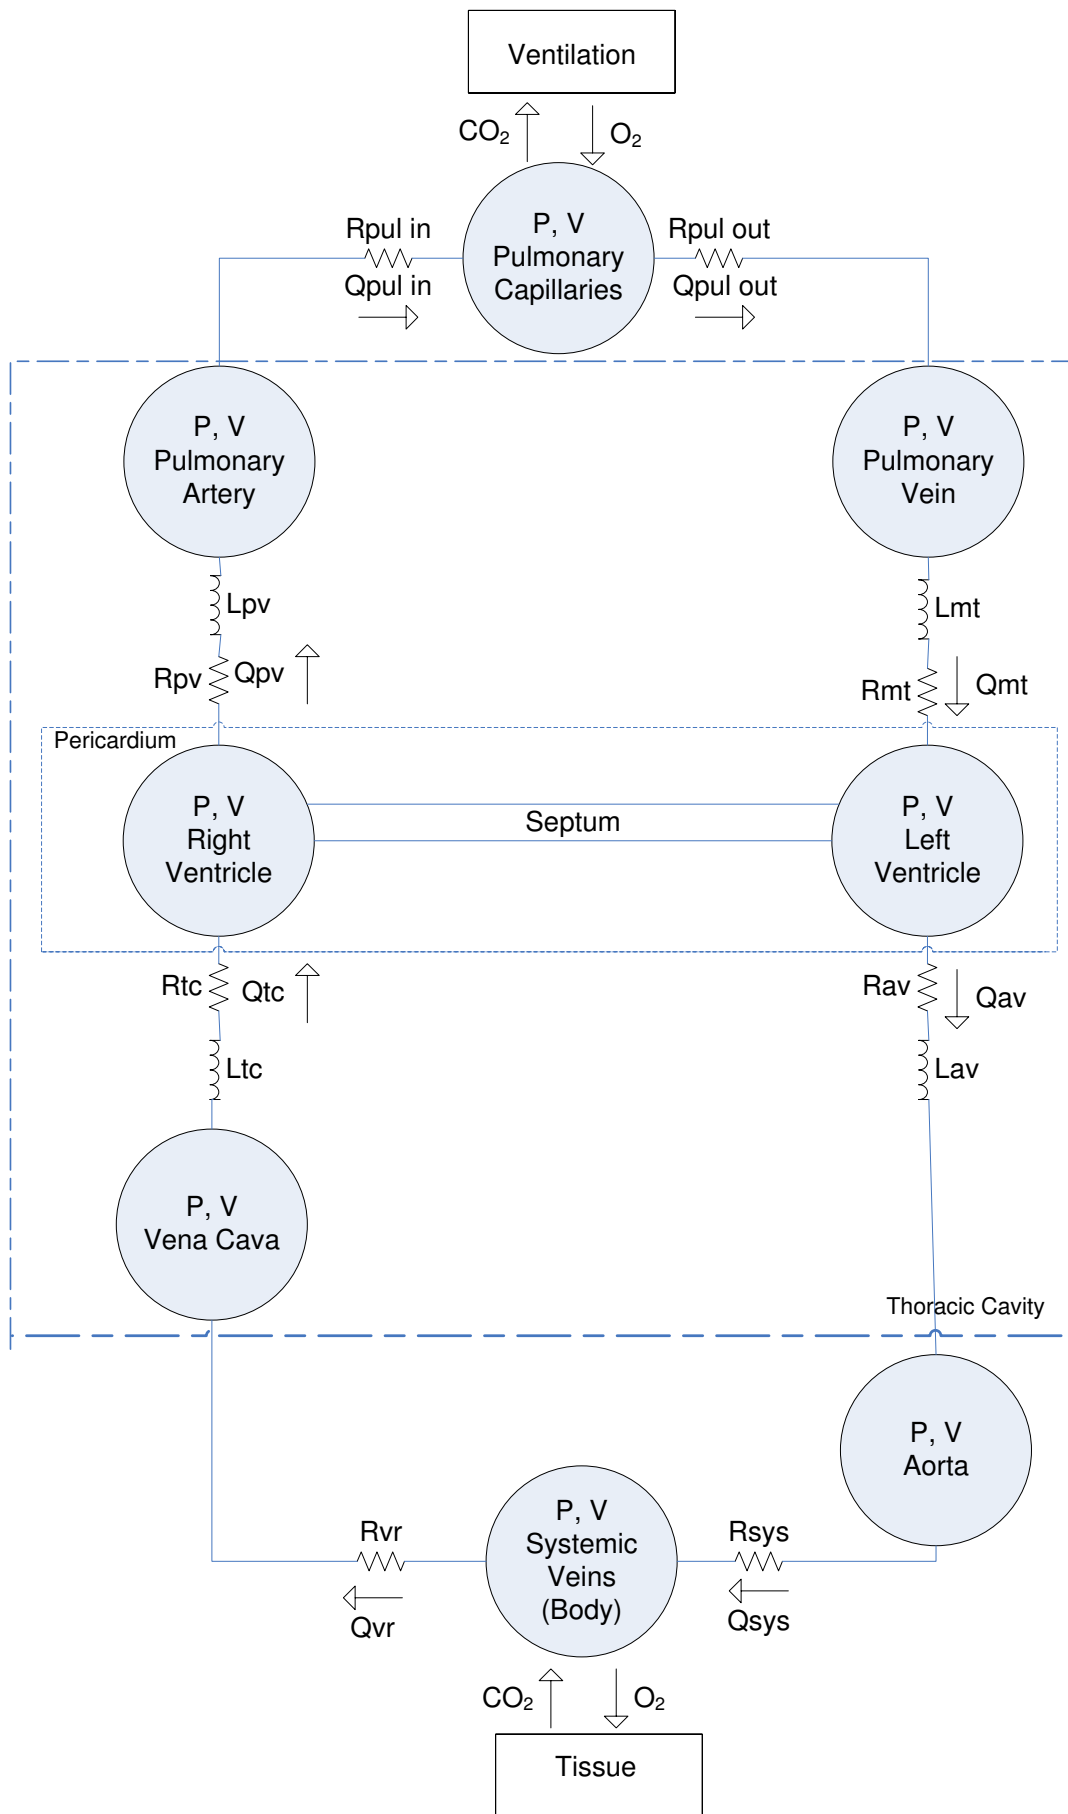 Ventilation
CO₂
O₂
Rpul in
P, V
Pulmonary
Capillaries
Rpul out
Qpul in
Qpul out
P, V
Pulmonary
Artery
P, V
Pulmonary
Vein
Lpv
Lmt
Rpv
Qpv
Rmt
Qmt
Pericardium
P, V
Right
Ventricle
Septum
P, V
Left
Ventricle
Rtc
Qtc
Rav
Qav
Ltc
Lav
P, V
Vena Cava
Thoracic Cavity
P, V
Aorta
Rvr
P, V
Systemic
Veins
(Body)
Rsys
Qvr
Qsys
CO₂
O₂
Tissue